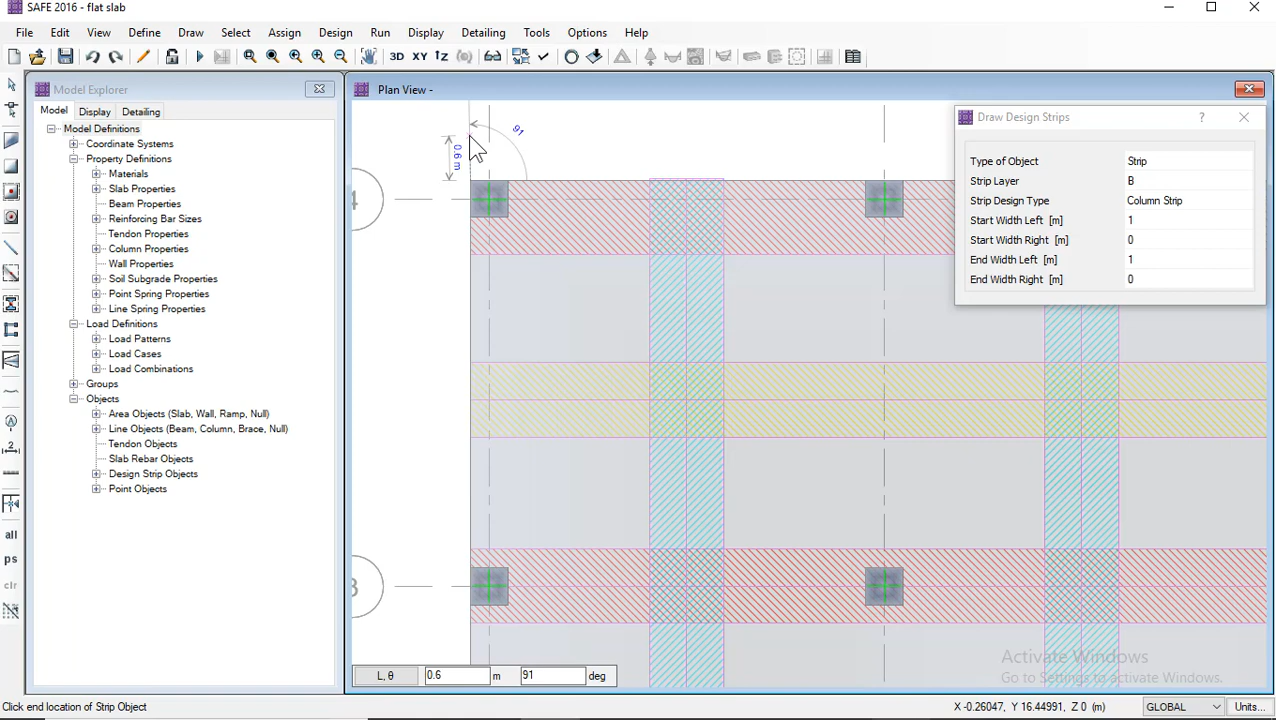 SAFE 2016 - flat slab
File Edit View Define Draw Select Assign Design Run Display Detailing Tools Options Help
3D XY
Model Explorer
Model Display Detailing
Model Definitions
Coordinate Systems
Property Definitions
Materials
Slab Properties
Beam Properties
Reinforcing Bar Sizes
Tendon Properties
Column Properties
Wall Properties
Soil Subgrade Properties
Point Spring Properties
Line Spring Properties
Load Definitions
Load Patterns
Load Cases
Load Combinations
Groups
Objects
Area Objects (Slab, Wall, Ramp, Null)
Line Objects (Beam, Column, Brace, Null)
Tendon Objects
Slab Rebar Objects
Design Strip Objects
Point Objects
all
ps
clr
Plan View -
91
0.6 m
4
3
Draw Design Strips ?
Type of Object Strip
Strip Layer B
Strip Design Type Column Strip
Start Width Left [m] 1
Start Width Right [m] 0
End Width Left [m] 1
End Width Right [m] 0
Activate Windows
Go to Settings to activate Windows.
L, θ 0.6 m 91 deg
Click end location of Strip Object
X -0.26047, Y 16.44991, Z 0 (m)
GLOBAL
Units...